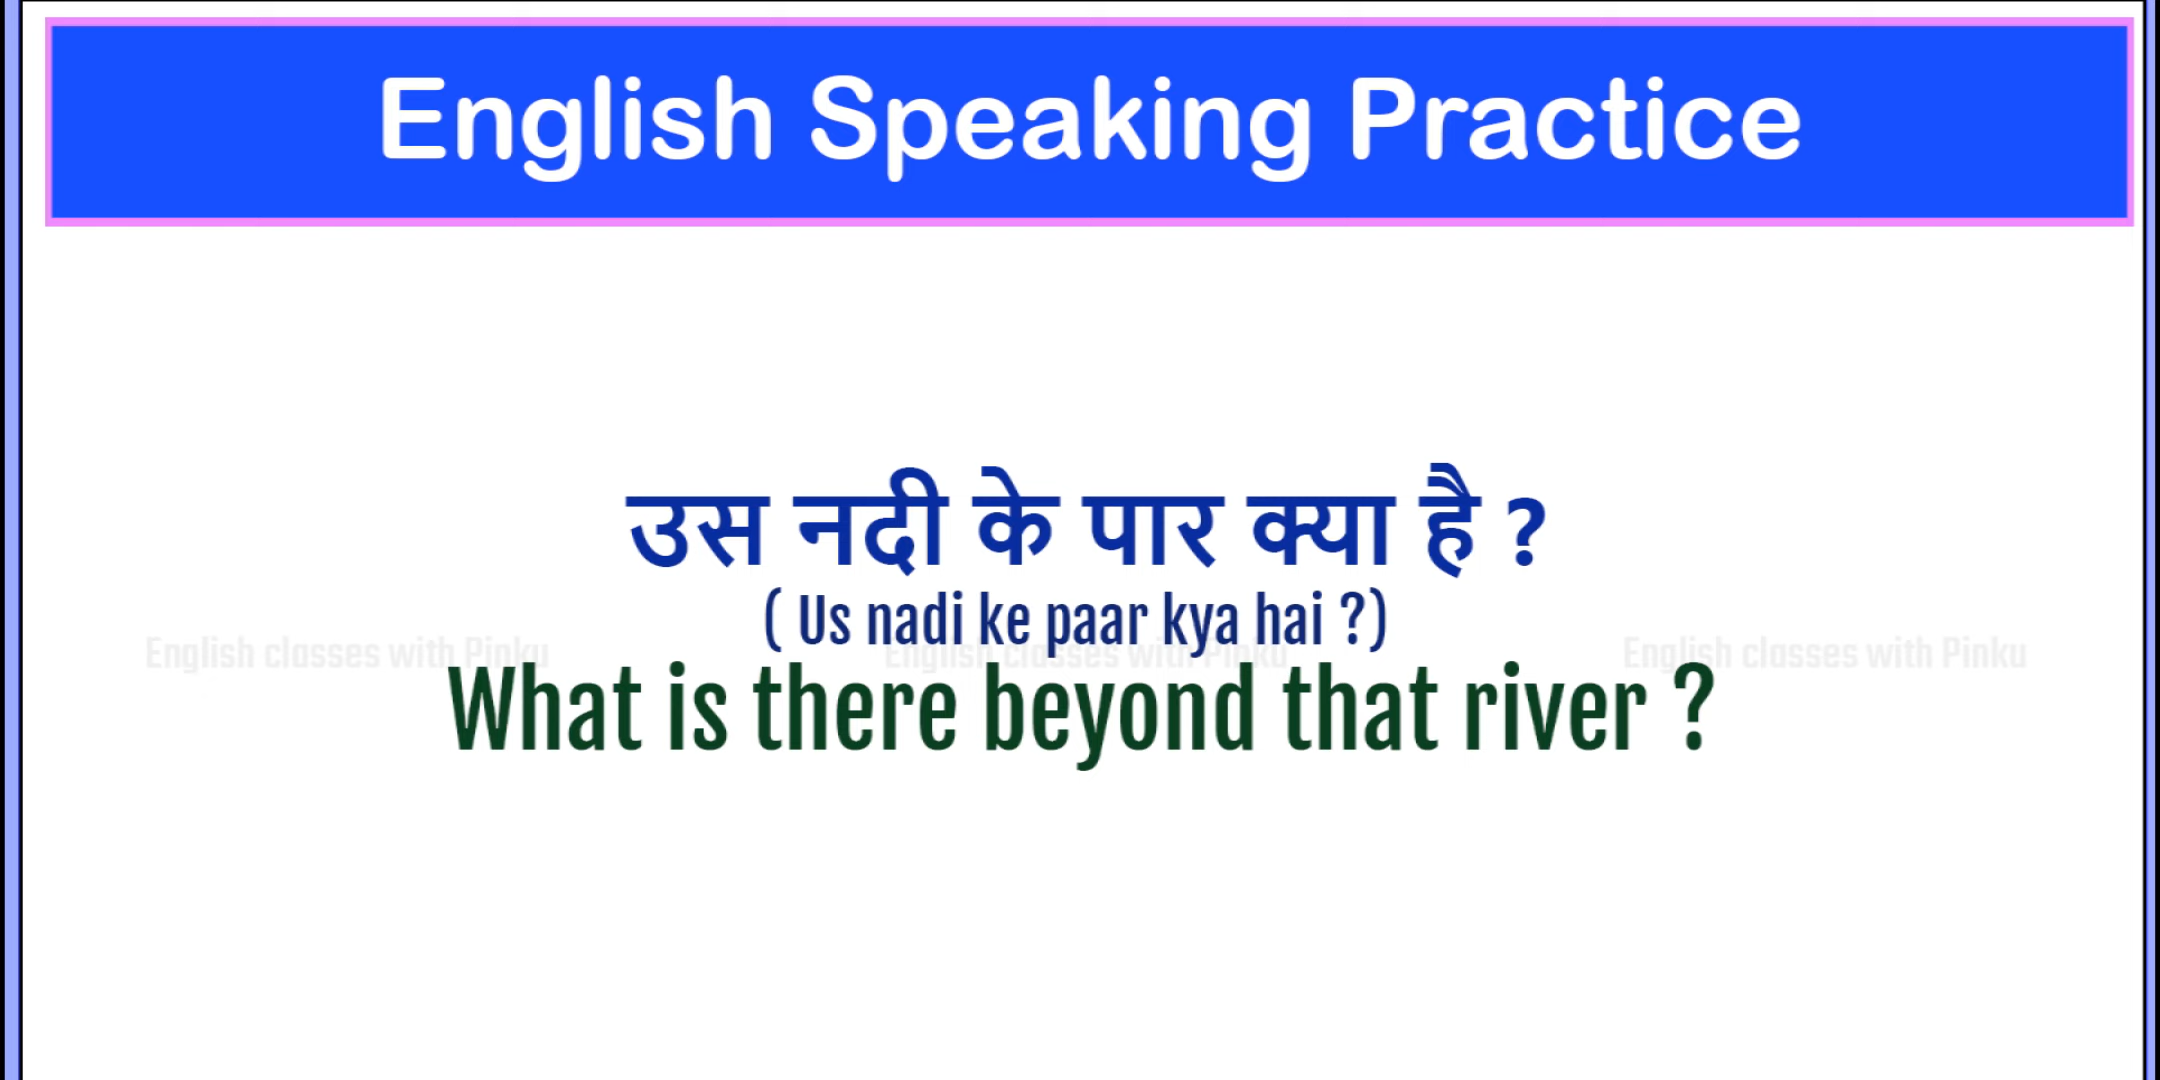 English Speaking Practice
उस नदी के पार क्या है ?
( Us nadi ke paar kya hai ?)
English classes with Pinku English classes with Pinku English classes with Pinku
What is there beyond that river ?